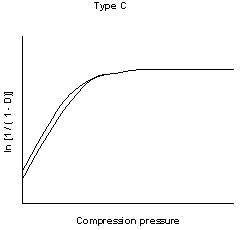 Type C
ln [1 / ( 1 - D)]
Compression pressure